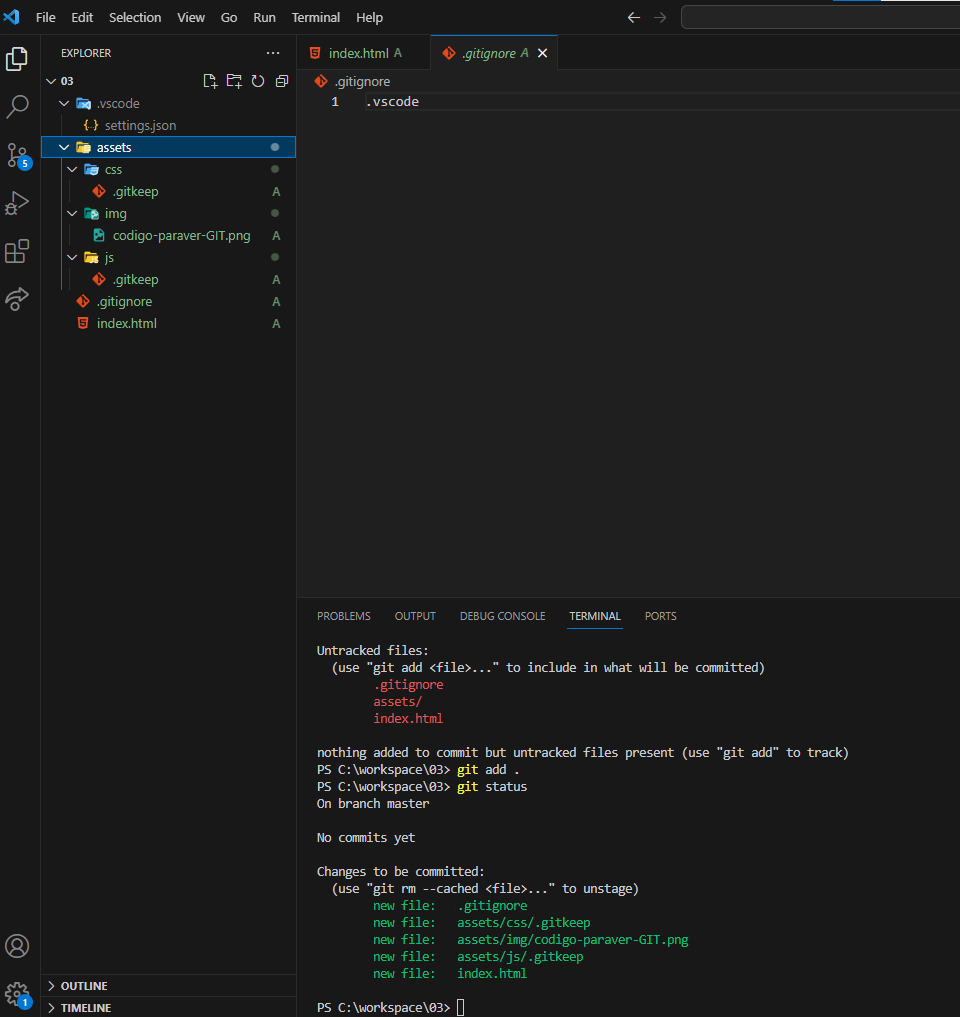 File Edit Selection View Go Run Terminal Help
EXPLORER
index.html A
.gitignore A
03
.gitignore
.vscode
1 .vscode
settings.json
assets
5
css
.gitkeep A
img
codigo-paraver-GIT.png A
js
.gitkeep A
.gitignore A
index.html A
PROBLEMS OUTPUT DEBUG CONSOLE TERMINAL PORTS
Untracked files:
(use "git add <file>..." to include in what will be committed)
.gitignore
assets/
index.html
nothing added to commit but untracked files present (use "git add" to track)
PS C:\workspace\03> git add .
PS C:\workspace\03> git status
On branch master
No commits yet
Changes to be committed:
(use "git rm --cached <file>..." to unstage)
new file: .gitignore
new file: assets/css/.gitkeep
new file: assets/img/codigo-paraver-GIT.png
new file: assets/js/.gitkeep
new file: index.html
PS C:\workspace\03>
OUTLINE
1
TIMELINE